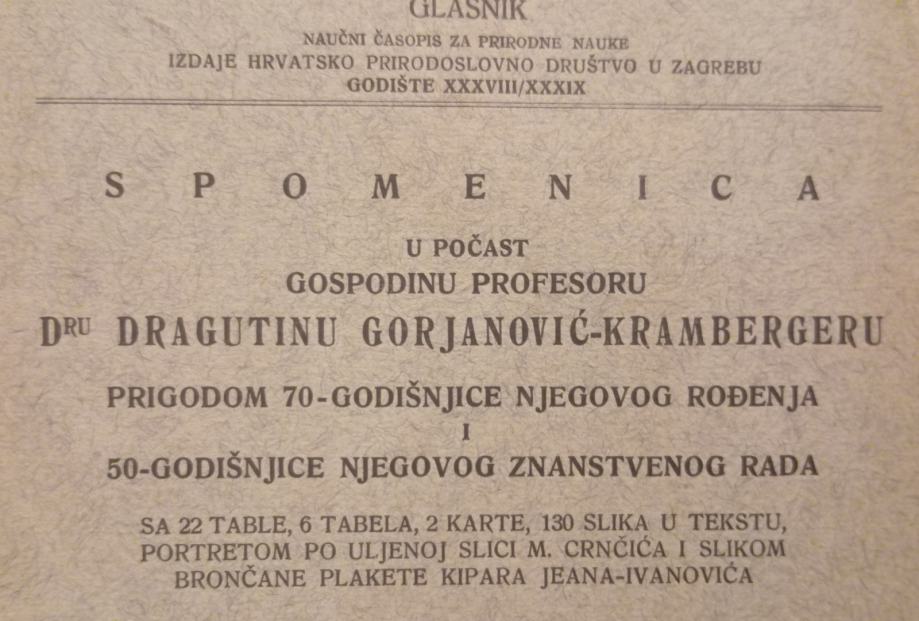 GLASNIK
NAUČNI ČASOPIS ZA PRIRODNE NAUKE
IZDAJE HRVATSKO PRIRODOSLOVNO DRUŠTVO U ZAGREBU
GODIŠTE XXXVIII/XXXIX
SPOMENICA
U POČAST
GOSPODINU PROFESORU
DRU DRAGUTINU GORJANOVIĆ-KRAMBERGERU
PRIGODOM 70-GODIŠNJICE NJEGOVOG ROĐENJA
I
50-GODIŠNJICE NJEGOVOG ZNANSTVENOG RADA
SA 22 TABLE, 6 TABELA, 2 KARTE, 130 SLIKA U TEKSTU,
PORTRETOM PO ULJENOJ SLICI M. CRNČIĆA I SLIKOM
BRONČANE PLAKETE KIPARA JEANA-IVANOVIĆA